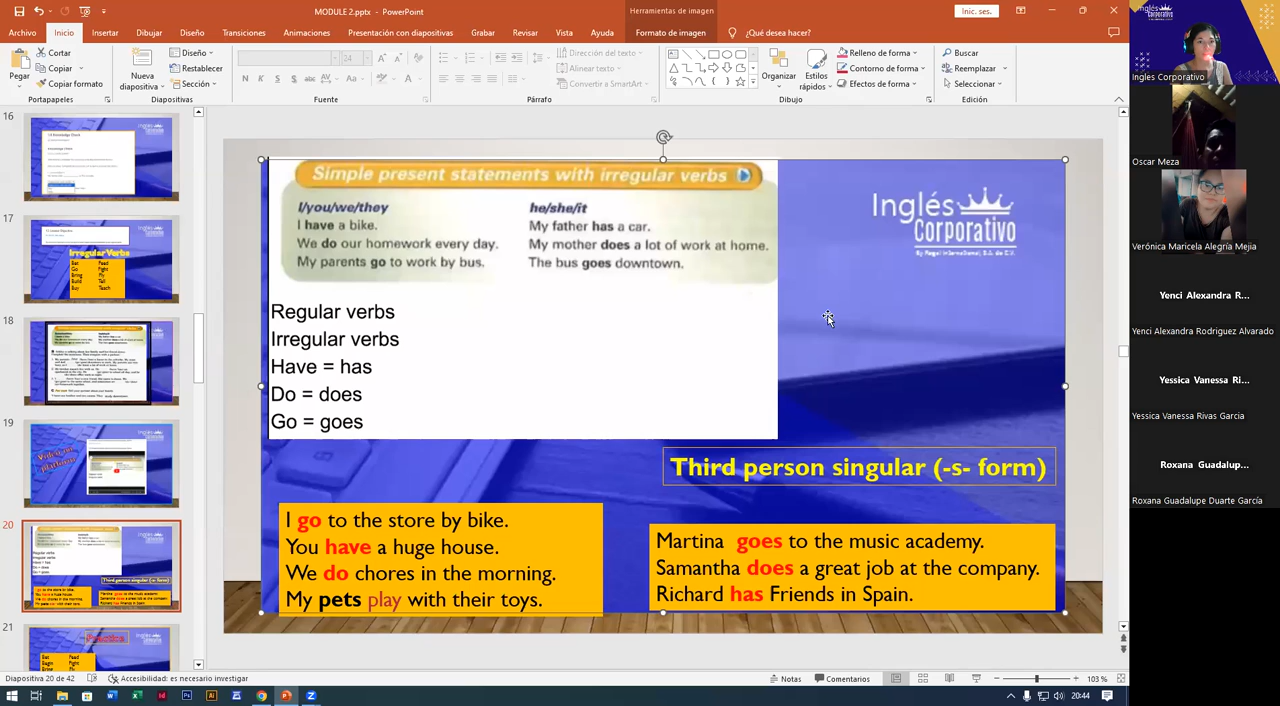 MODULE 2.pptx - PowerPoint
Herramientas de imagen
Inic. ses.
Archivo
Inicio
Insertar
Dibujar
Diseño
Transiciones
Animaciones
Presentación con diapositivas
Grabar
Revisar
Vista
Ayuda
Formato de imagen
¿Qué desea hacer?
Pegar
Cortar
Copiar
Copiar formato
Portapapeles
Nueva diapositiva
Diseño
Restablecer
Sección
Diapositivas
24
N K S S abc AV Aa A
Fuente
Dirección del texto
Alinear texto
Convertir a SmartArt
Párrafo
Organizar
Estilos rápidos
Relleno de forma
Contorno de forma
Efectos de forma
Dibujo
Buscar
Reemplazar
Seleccionar
Edición
16
17
Irregular Verbs
18
19
Video on platform
20
21
Simple present statements with irregular verbs
I/you/we/they
I have a bike.
We do our homework every day.
My parents go to work by bus.
he/she/it
My father has a car.
My mother does a lot of work at home.
The bus goes downtown.
Regular verbs
Irregular verbs
Have = has
Do = does
Go = goes
Inglés
Corporativo
Third person singular (-s- form)
I go to the store by bike.
You have a huge house.
We do chores in the morning.
My pets play with their toys.
Martina goes to the music academy.
Samantha does a great job at the company.
Richard has Friends in Spain.
Inglés Corporativo
Oscar Meza
Verónica Maricela Alegría Mejia
Yenci Alexandra R...
Yenci Alexandra Rodriguez Alvarado
Yessica Vanessa Ri...
Yessica Vanessa Rivas Garcia
Roxana Guadalup...
Roxana Guadalupe Duarte García
Diapositiva 20 de 42
Accesibilidad: es necesario investigar
Notas
Comentarios
103 %
20:44